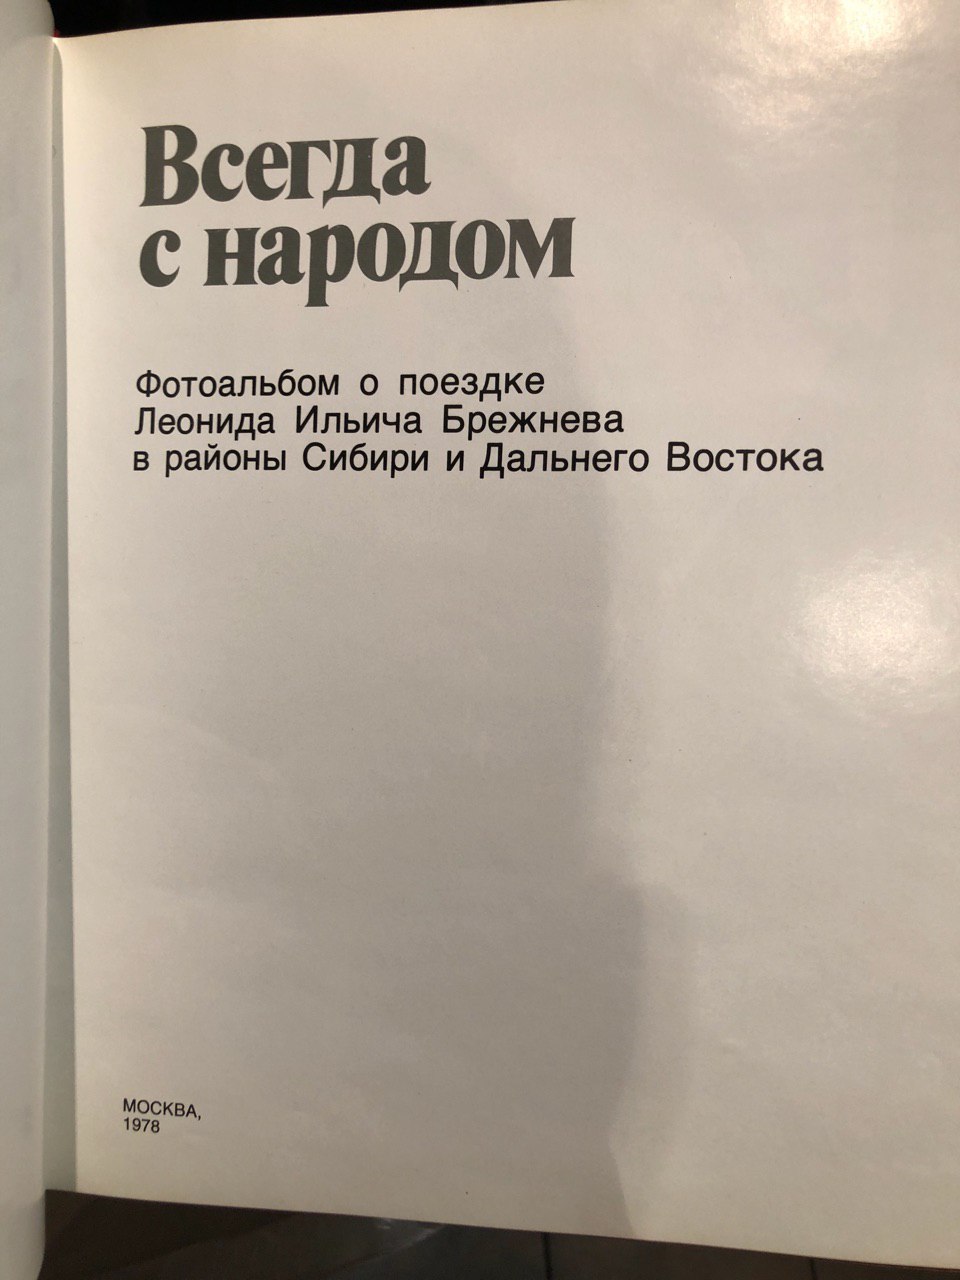 Всегда
с народом
Фотоальбом о поездке
Леонида Ильича Брежнева
в районы Сибири и Дальнего Востока
МОСКВА,
1978